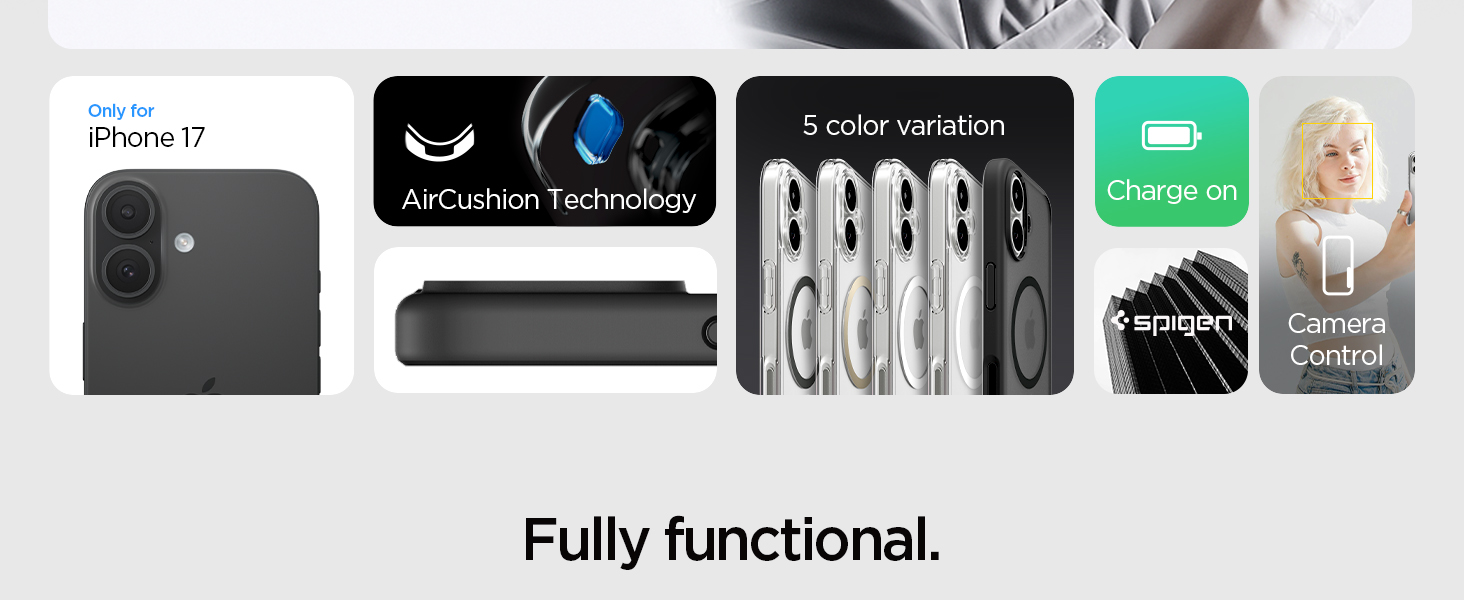 Only for
iPhone 17
AirCushion Technology
5 color variation
Charge on
spigen
Camera
Control
Fully functional.